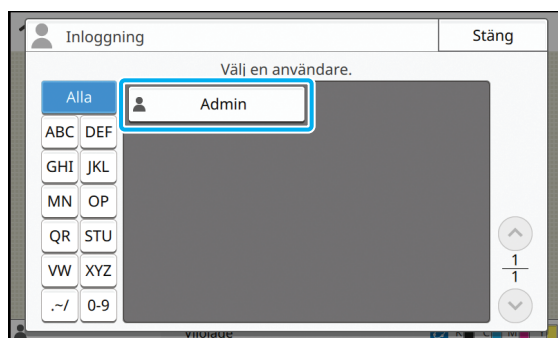 Inloggning
Stäng
Välj en användare.
Alla
Admin
ABC DEF
GHI JKL
MN OP
QR STU
VW XYZ
.~/ 0-9
1
1
Viloläge
K C M Y